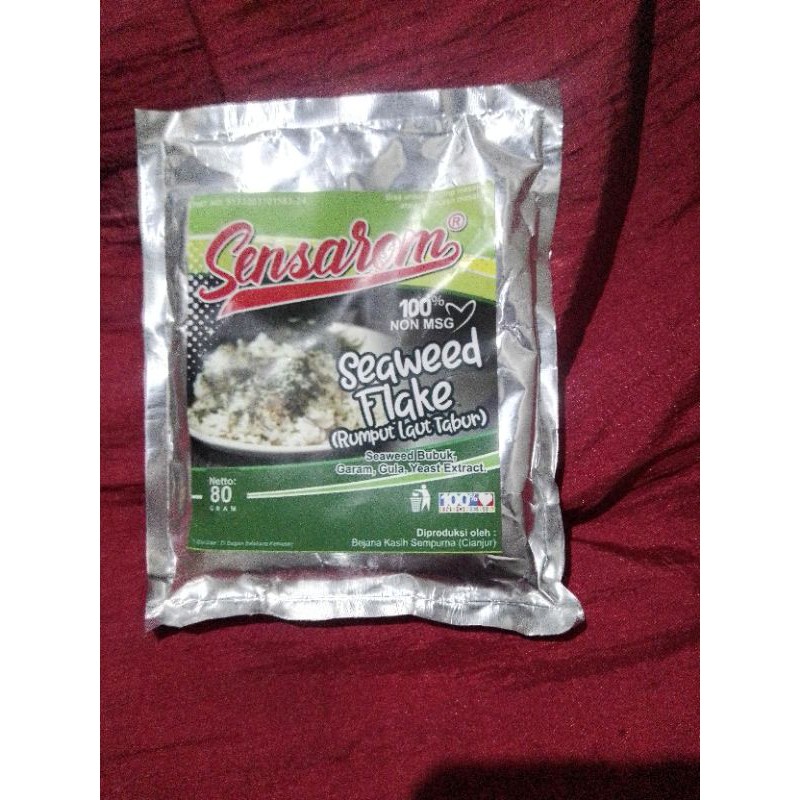 Sensarom®
100%
NON MSG
Seaweed
Flake
(Rumput Laut Tabur)
Seaweed Bubuk,
Garam, Gula, Yeast Extract.
Netto:
80
GRAM
100%
Diproduksi oleh :
Bejana Kasih Sempurna (Cianjur)